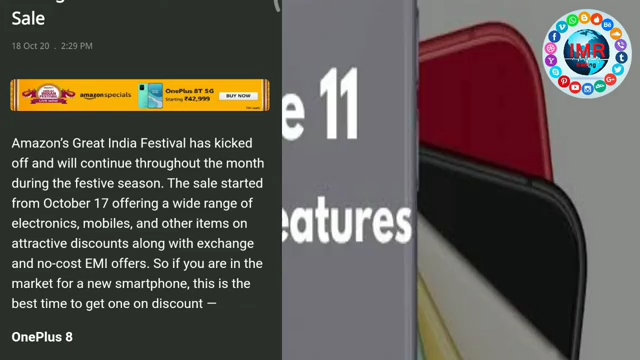 Sale
18 Oct 20 . 2:29 PM
amazonspecials
OnePlus 8T 5G
Starting ₹42,999
BUY NOW
Amazon's Great India Festival has kicked
off and will continue throughout the month
during the festive season. The sale started
from October 17 offering a wide range of
electronics, mobiles, and other items on
attractive discounts along with exchange
and no-cost EMI offers. So if you are in the
market for a new smartphone, this is the
best time to get one on discount —
OnePlus 8
e 11
eatures
IMR